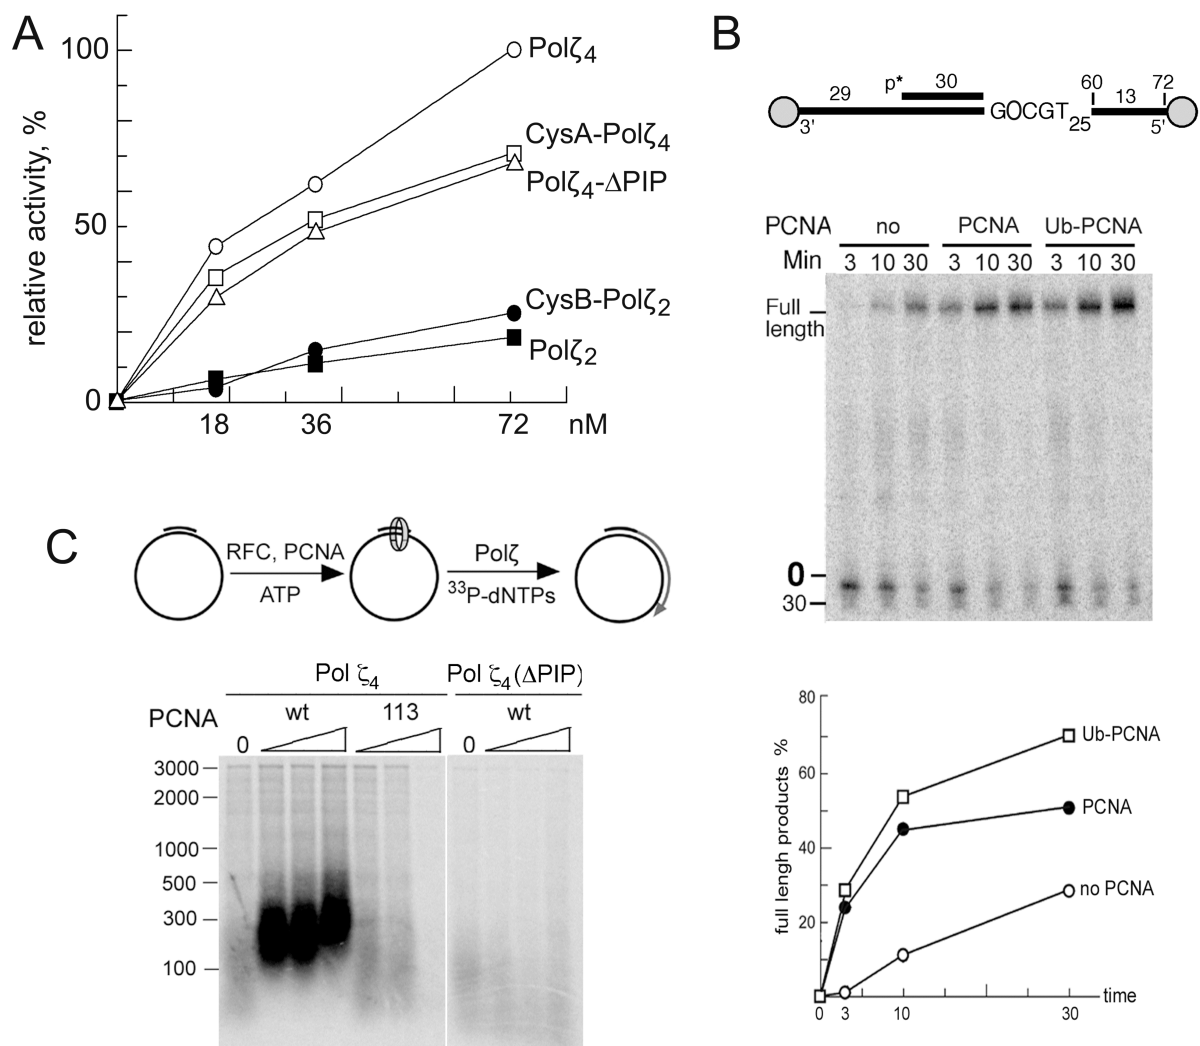 A
relative activity, %
100
50
0
18 36 72 nM
Polζ4
CysA-Polζ4
Polζ4-ΔPIP
CysB-Polζ2
Polζ2
B
p*
29 30 60 13 72
3' GOCGT25 5'
PCNA no PCNA Ub-PCNA
Min 3 10 30 3 10 30 3 10 30
Full
length
0
30
full lengh products %
80
60
40
20
0 3 10 30
time
Ub-PCNA
PCNA
no PCNA
C
RFC, PCNA
ATP
Polζ
33P-dNTPs
Pol ζ4 Pol ζ4(ΔPIP)
PCNA wt 113 wt
0 0
3000
2000
1000
500
300
100